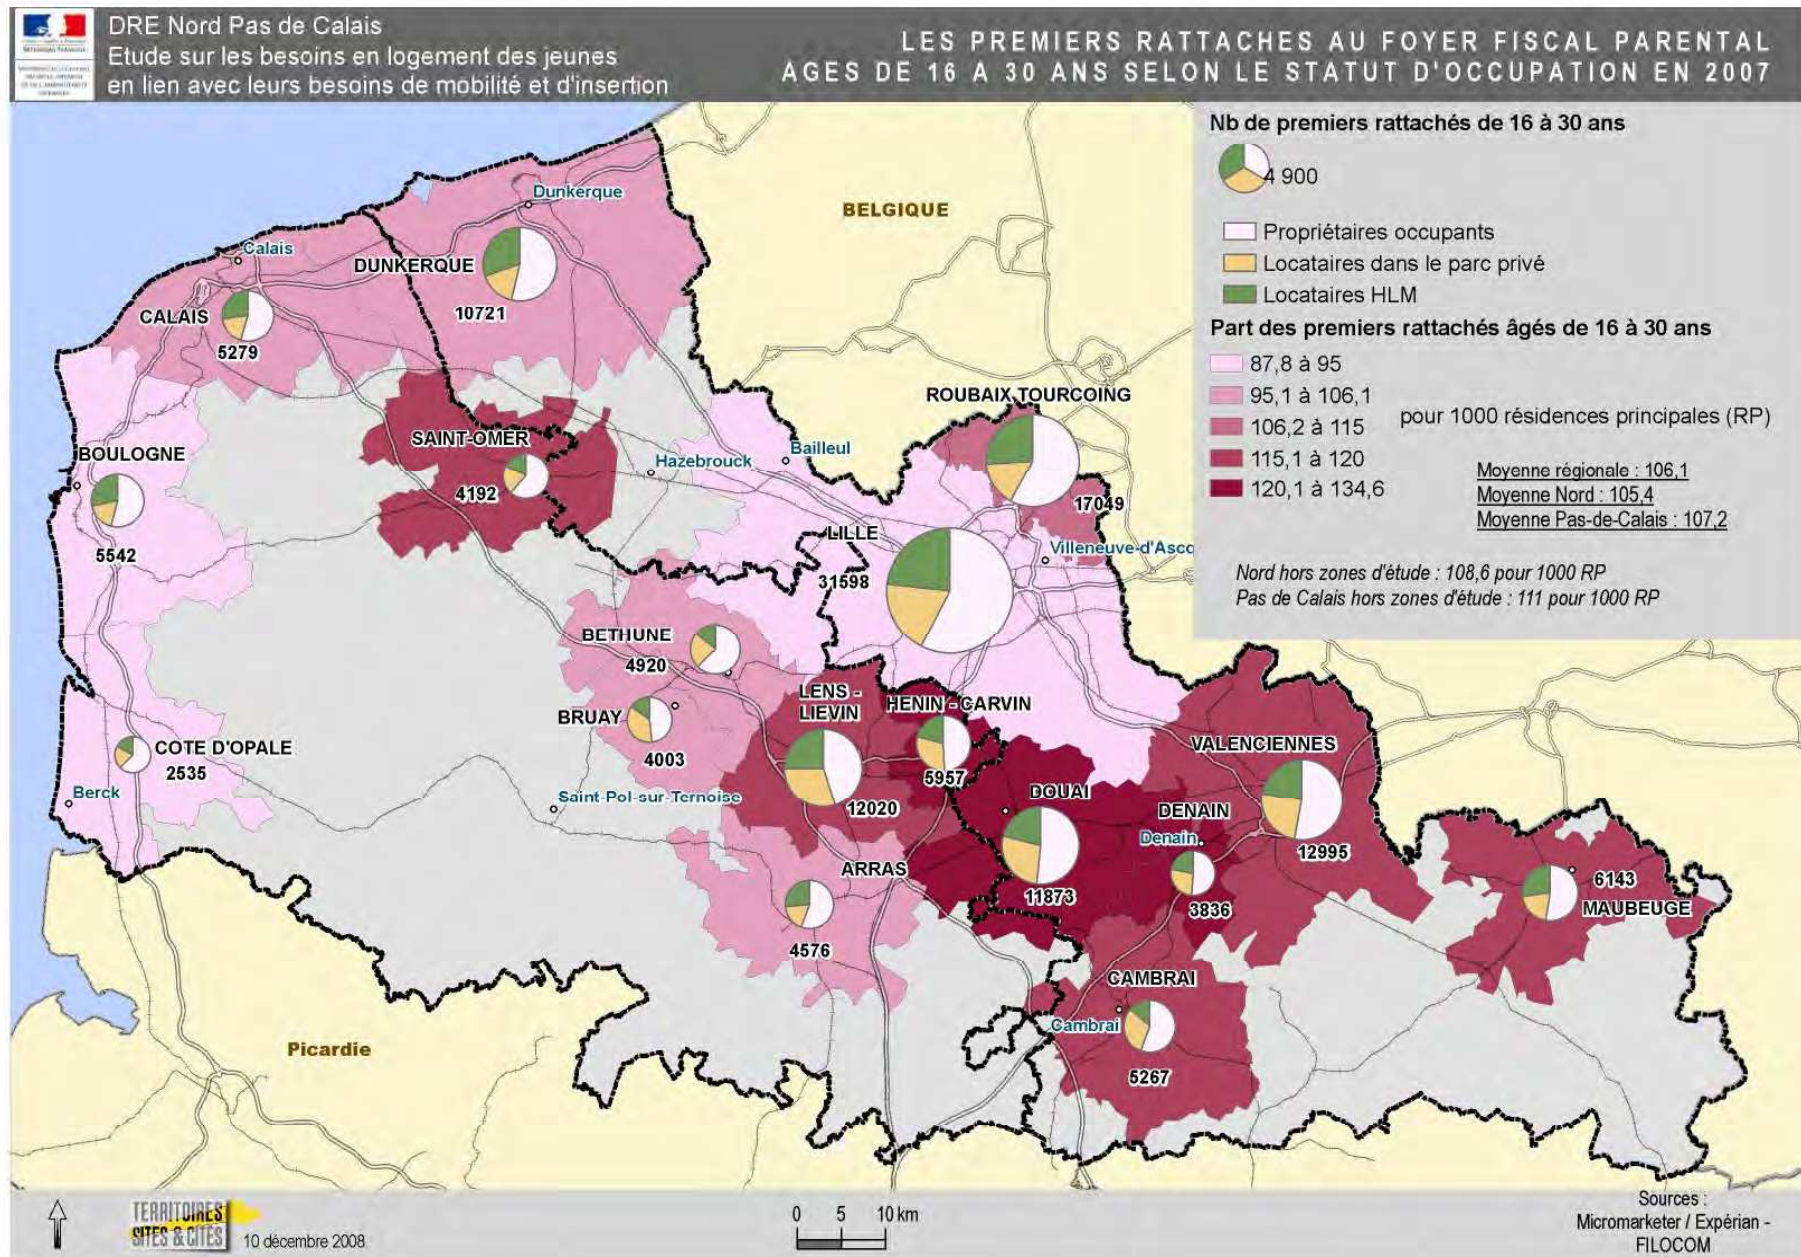 DRE Nord Pas de Calais
Etude sur les besoins en logement des jeunes
en lien avec leurs besoins de mobilité et d'insertion
LES PREMIERS RATTACHES AU FOYER FISCAL PARENTAL
AGES DE 16 A 30 ANS SELON LE STATUT D'OCCUPATION EN 2007
Nb de premiers rattachés de 16 à 30 ans
4 900
Propriétaires occupants
Locataires dans le parc privé
Locataires HLM
Part des premiers rattachés âgés de 16 à 30 ans
87,8 à 95
95,1 à 106,1
106,2 à 115
115,1 à 120
120,1 à 134,6
pour 1000 résidences principales (RP)
Moyenne régionale : 106,1
Moyenne Nord : 105,4
Moyenne Pas-de-Calais : 107,2
Nord hors zones d'étude : 108,6 pour 1000 RP
Pas de Calais hors zones d'étude : 111 pour 1000 RP
BELGIQUE
Dunkerque
DUNKERQUE
10721
Calais
CALAIS
5279
BOULOGNE
5542
SAINT-OMER
4192
Hazebrouck
Bailleul
ROUBAIX TOURCOING
17049
LILLE
31598
Villeneuve-d'Ascq
BETHUNE
4920
BRUAY
4003
LENS -
LIEVIN
12020
HENIN - CARVIN
5957
COTE D'OPALE
2535
Berck
Saint-Pol-sur-Ternoise
ARRAS
4576
DOUAI
11873
DENAIN
Denain
3836
VALENCIENNES
12995
6143
MAUBEUGE
CAMBRAI
Cambrai
5267
Picardie
TERRITOIRES
SITES & CITÉS
10 décembre 2008
0 5 10 km
Sources :
Micromarketer / Expérian -
FILOCOM